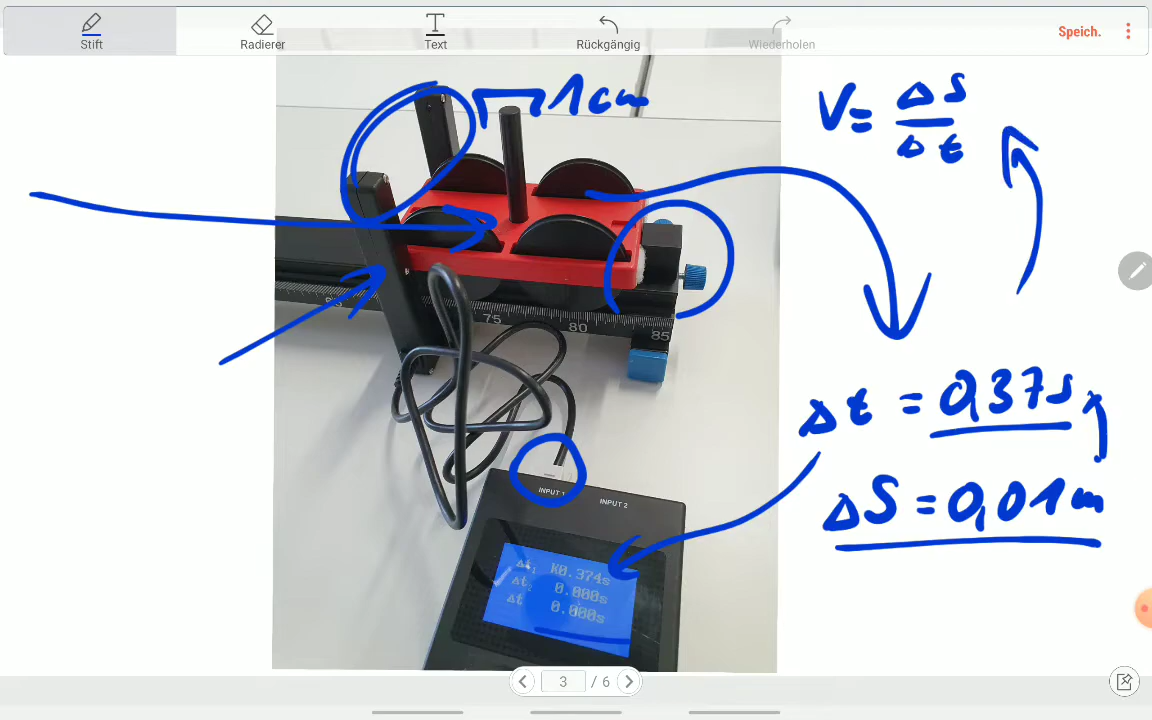 Stift
Radierer
Text
Rückgängig
Wiederholen
Speich.
1cm
V = Δs
Δt
75
80
85
Δt = 0,37s
ΔS = 0,01m
INPUT 1
INPUT 2
Δt₁ K0.374s
Δt₂ 0.000s
Δt 0.000s
3 / 6